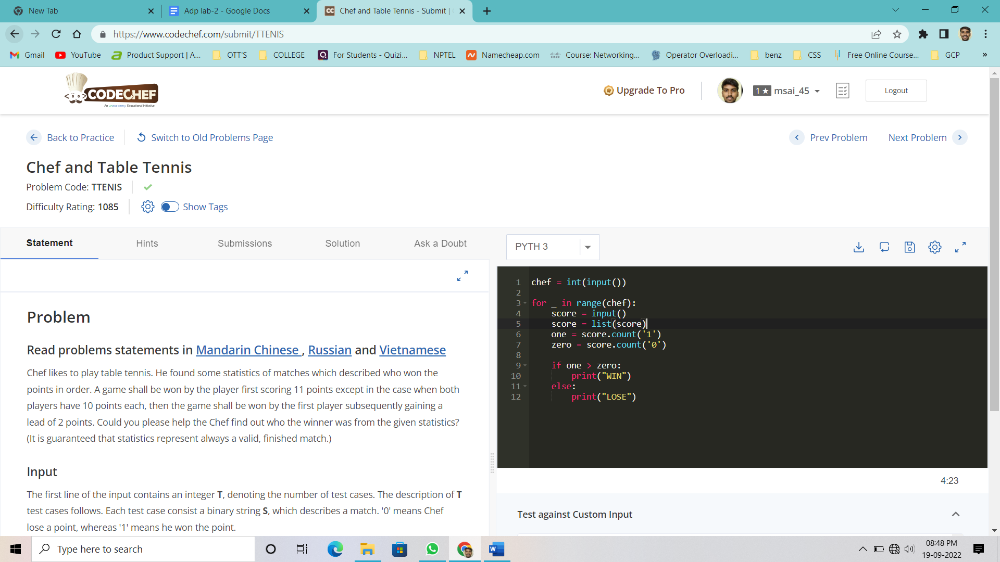 New Tab
Adp lab-2 - Google Docs
CC
Chef and Table Tennis - Submit |
https://www.codechef.com/submit/TTENIS
Gmail
YouTube
Product Support | A...
OTT'S
COLLEGE
For Students - Quizi...
NPTEL
Namecheap.com
Course: Networking...
Operator Overloadi...
benz
CSS
Free Online Course...
GCP
»
CODECHEF
An unacademy Educational Initiative
Upgrade To Pro
1★ msai_45
Logout
Back to Practice
Switch to Old Problems Page
Prev Problem
Next Problem
Chef and Table Tennis
Problem Code: TTENIS
Difficulty Rating: 1085
Show Tags
Statement
Hints
Submissions
Solution
Ask a Doubt
Problem
Read problems statements in Mandarin Chinese , Russian and Vietnamese
Chef likes to play table tennis. He found some statistics of matches which described who won the
points in order. A game shall be won by the player first scoring 11 points except in the case when both
players have 10 points each, then the game shall be won by the first player subsequently gaining a
lead of 2 points. Could you please help the Chef find out who the winner was from the given statistics?
(It is guaranteed that statistics represent always a valid, finished match.)
Input
The first line of the input contains an integer T, denoting the number of test cases. The description of T
test cases follows. Each test case consist a binary string S, which describes a match. '0' means Chef
lose a point, whereas '1' means he won the point.
PYTH 3
1 chef = int(input())
2
3 for _ in range(chef):
4     score = input()
5     score = list(score)
6     one = score.count('1')
7     zero = score.count('0')
8
9     if one > zero:
10         print("WIN")
11     else:
12         print("LOSE")
4:23
Test against Custom Input
Type here to search
W
08:48 PM
19-09-2022